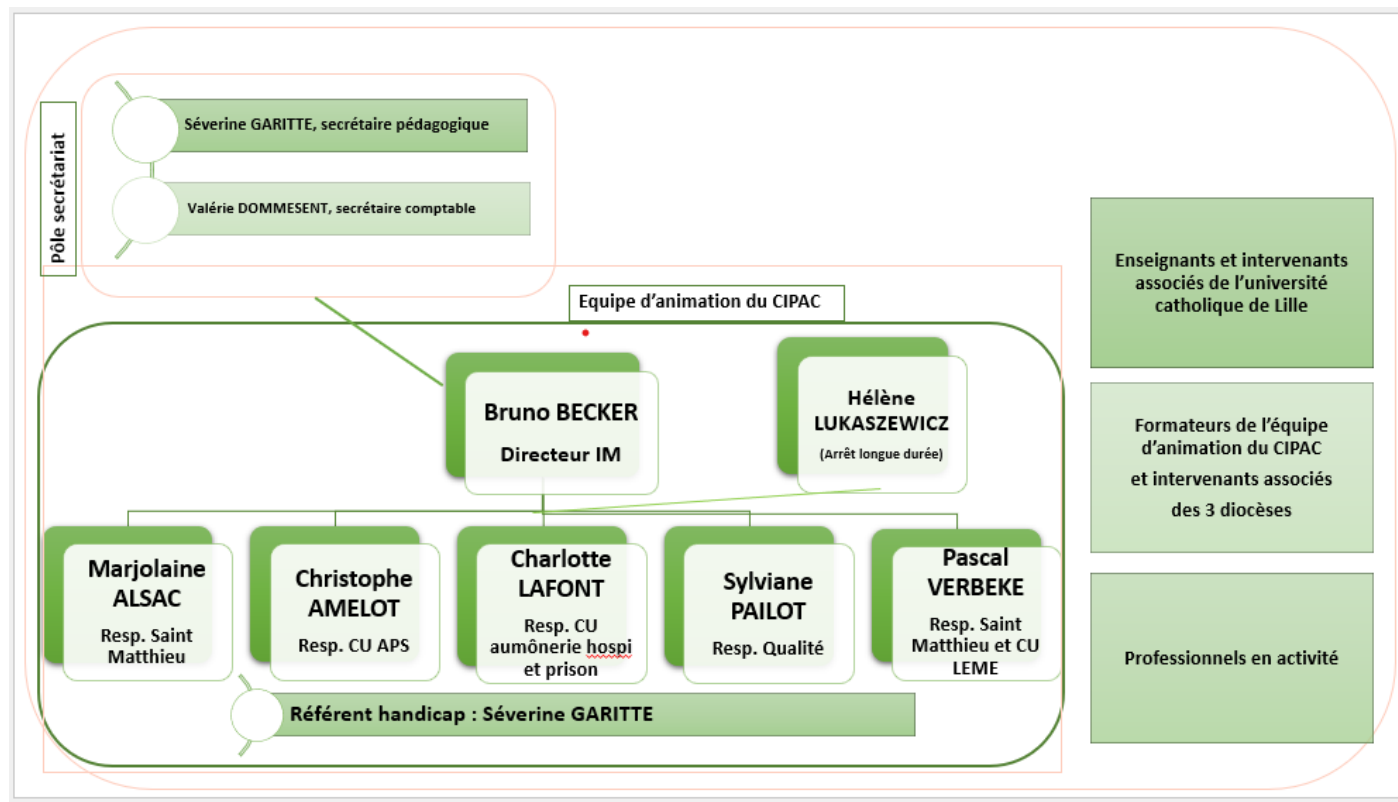 Pôle secrétariat
Séverine GARITTE, secrétaire pédagogique
Valérie DOMMESENT, secrétaire comptable
Equipe d'animation du CIPAC
Bruno BECKER
Directeur IM
Hélène
LUKASZEWICZ
(Arrêt longue durée)
Marjolaine
ALSAC
Resp. Saint
Matthieu
Christophe
AMELOT
Resp. CU APS
Charlotte
LAFONT
Resp. CU
aumônerie hospi
et prison
Sylviane
PAILOT
Resp. Qualité
Pascal
VERBEKE
Resp. Saint
Matthieu et CU
LEME
Référent handicap : Séverine GARITTE
Enseignants et intervenants
associés de l'université
catholique de Lille
Formateurs de l'équipe
d'animation du CIPAC
et intervenants associés
des 3 diocèses
Professionnels en activité